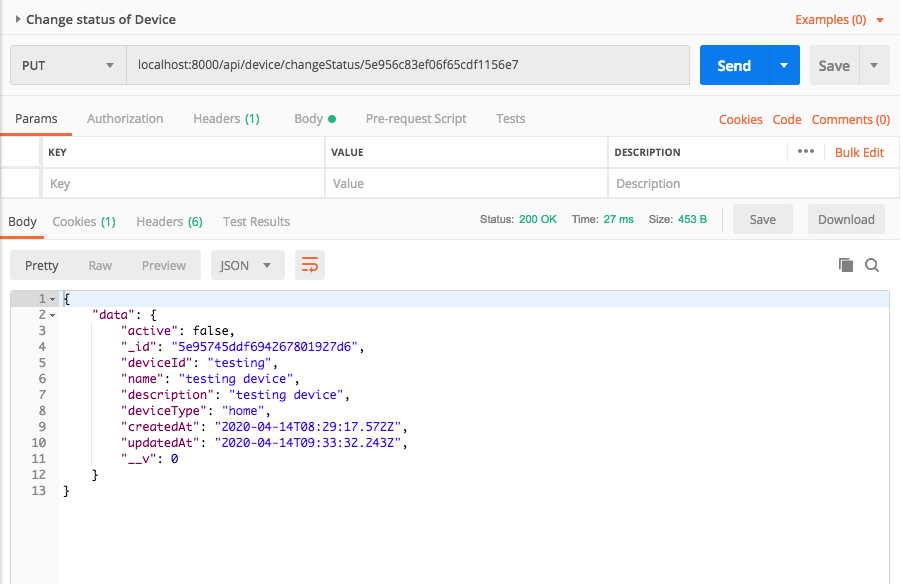 Change status of Device Examples (0)
PUT localhost:8000/api/device/changeStatus/5e956c83ef06f65cdf1156e7 Send Save
Params Authorization Headers (1) Body Pre-request Script Tests Cookies Code Comments (0)
KEY VALUE DESCRIPTION ••• Bulk Edit
Key Value Description
Body Cookies (1) Headers (6) Test Results Status: 200 OK Time: 27 ms Size: 453 B Save Download
Pretty Raw Preview JSON
1 {
2 "data": {
3 "active": false,
4 "_id": "5e95745ddf694267801927d6",
5 "deviceId": "testing",
6 "name": "testing device",
7 "description": "testing device",
8 "deviceType": "home",
9 "createdAt": "2020-04-14T08:29:17.572Z",
10 "updatedAt": "2020-04-14T09:33:32.243Z",
11 "__v": 0
12 }
13 }